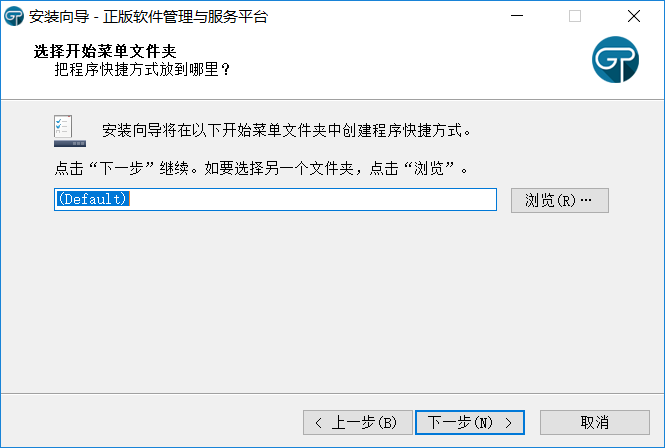 安装向导 - 正版软件管理与服务平台
选择开始菜单文件夹
把程序快捷方式放到哪里？
GP
安装向导将在以下开始菜单文件夹中创建程序快捷方式。
点击“下一步”继续。如要选择另一个文件夹，点击“浏览”。
(Default)
浏览(R)…
< 上一步(B)
下一步(N) >
取消